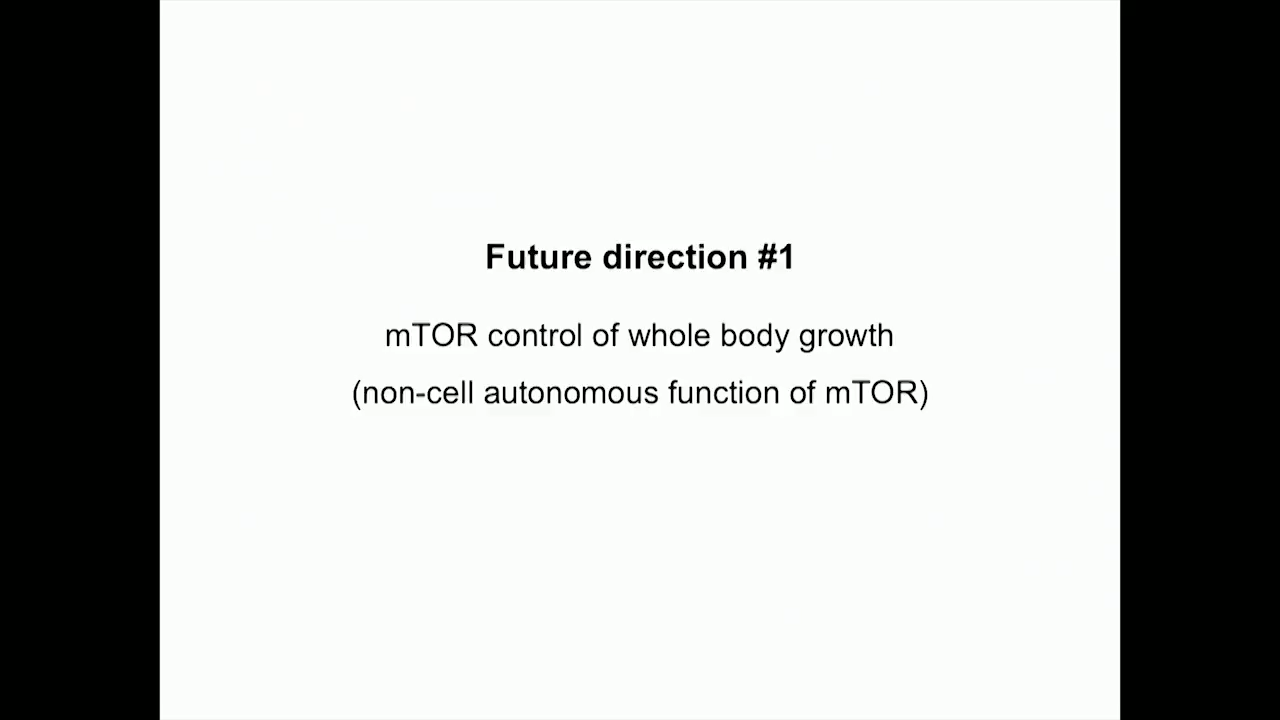 Future direction #1
mTOR control of whole body growth
(non-cell autonomous function of mTOR)